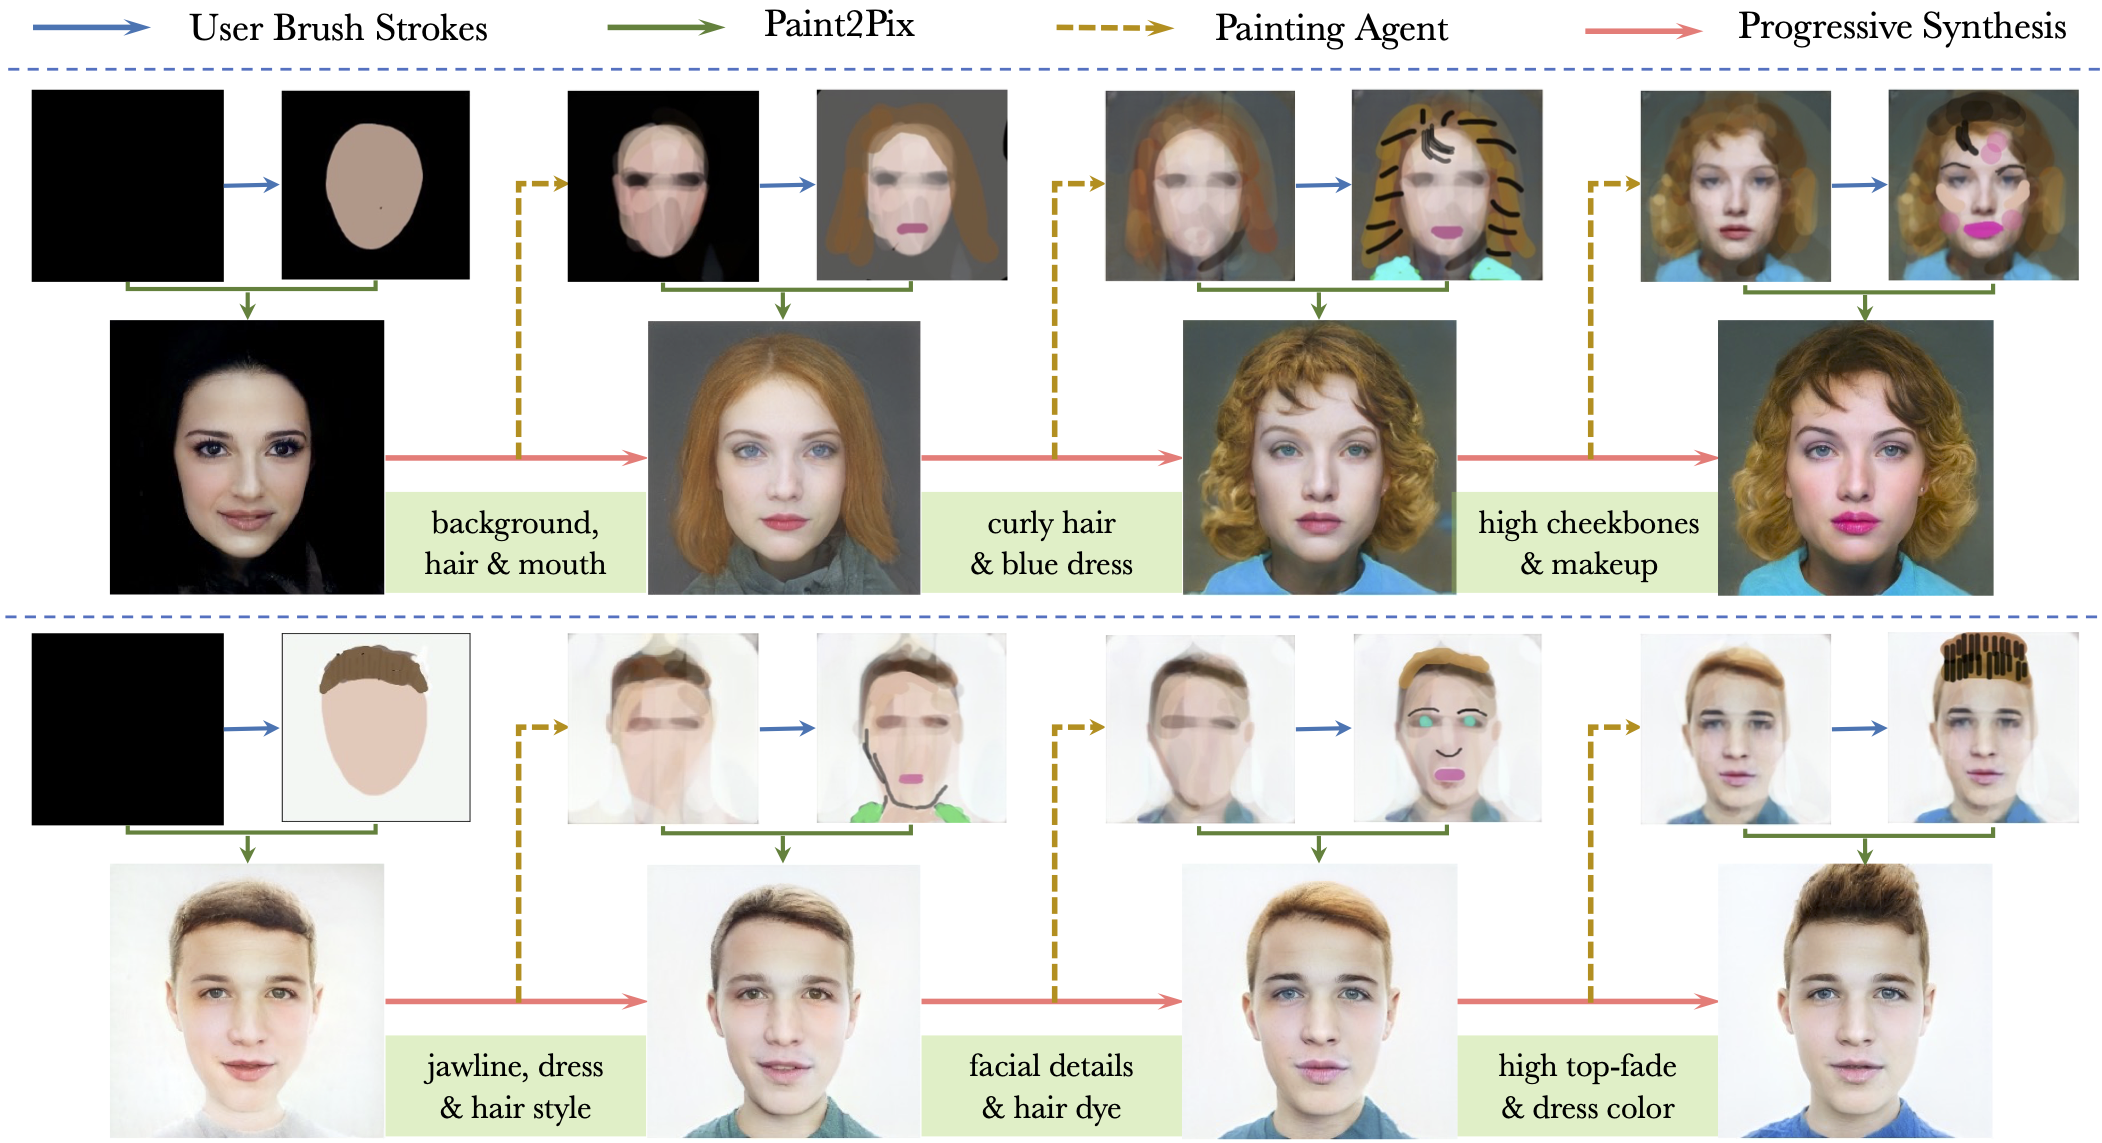 User Brush Strokes
Paint2Pix
Painting Agent
Progressive Synthesis
background,
hair & mouth
curly hair
& blue dress
high cheekbones
& makeup
jawline, dress
& hair style
facial details
& hair dye
high top-fade
& dress color